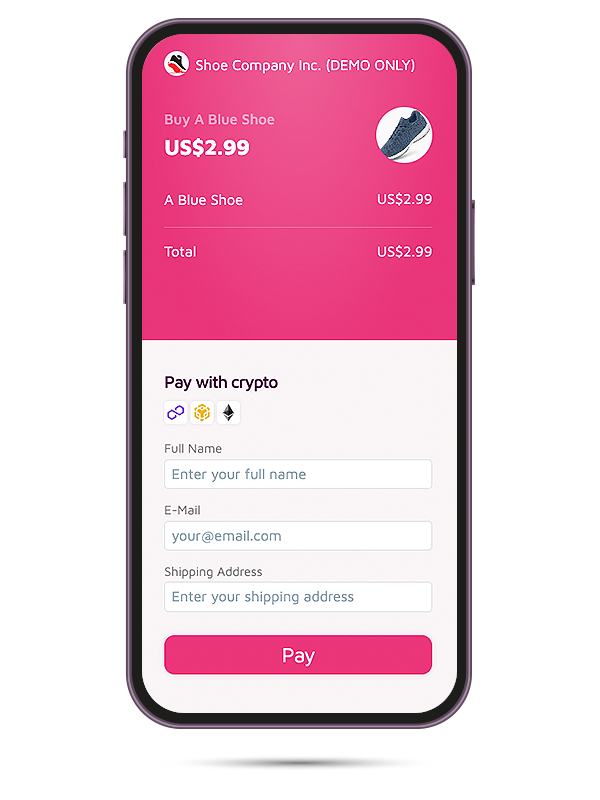 Shoe Company Inc. (DEMO ONLY)
Buy A Blue Shoe
US$2.99
A Blue Shoe US$2.99
Total US$2.99
Pay with crypto
Full Name
Enter your full name
E-Mail
your@email.com
Shipping Address
Enter your shipping address
Pay